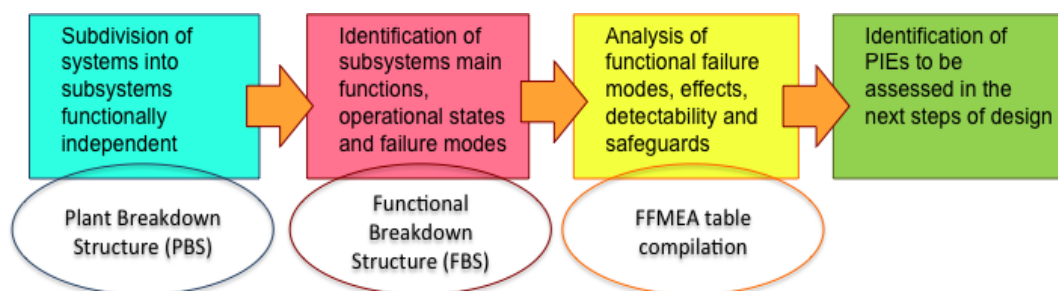 Subdivision of
systems into
subsystems
functionally
independent
Identification of
subsystems main
functions,
operational states
and failure modes
Analysis of
functional failure
modes, effects,
detectability and
safeguards
Identification of
PIEs to be
assessed in the
next steps of design
Plant Breakdown
Structure (PBS)
Functional
Breakdown
Structure (FBS)
FFMEA table
compilation